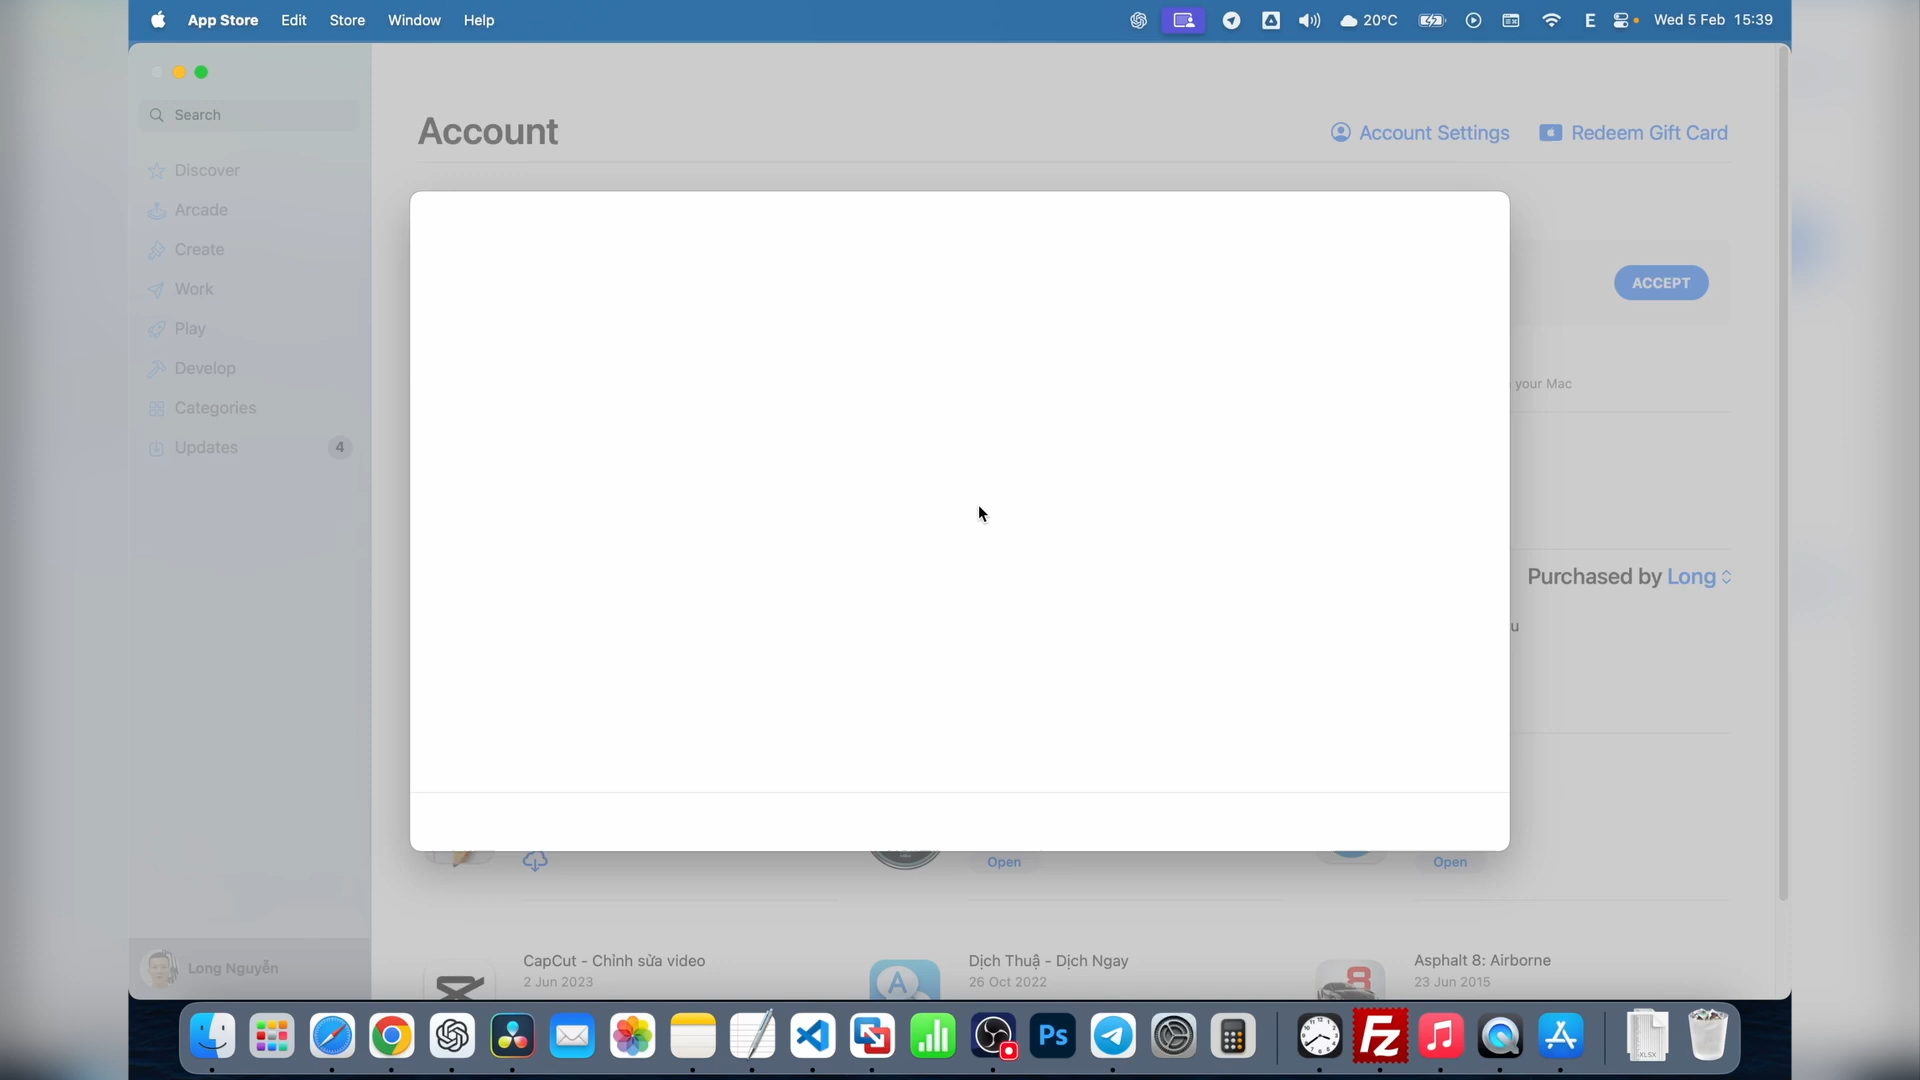 App Store Edit Store Window Help 20°C E Wed 5 Feb 15:39
Search
Discover
Arcade
Create
Work
Play
Develop
Categories
Updates 4
Long Nguyễn
Account
Account Settings
Redeem Gift Card
ACCEPT
your Mac
Purchased by Long
u
Open
Open
CapCut - Chỉnh sửa video
2 Jun 2023
Dịch Thuậ - Dịch Ngay
26 Oct 2022
Asphalt 8: Airborne
23 Jun 2015
A
8
Ps
Fz
XLSX